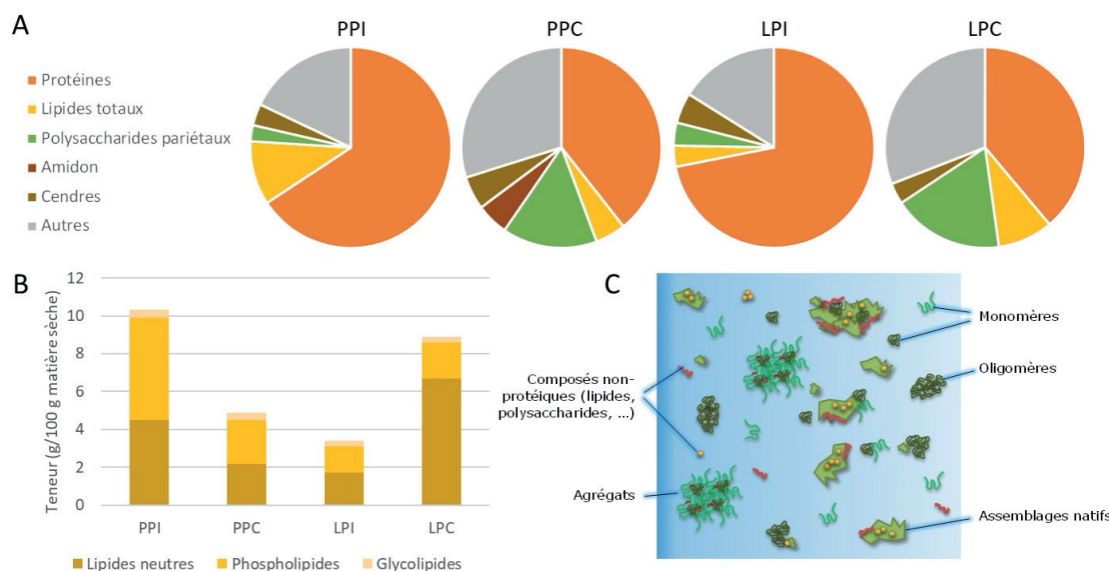 A
PPI
PPC
LPI
LPC
Protéines
Lipides totaux
Polysaccharides pariétaux
Amidon
Cendres
Autres
B
Teneur (g/100 g matière sèche)
12
10
8
6
4
2
0
PPI
PPC
LPI
LPC
Lipides neutres
Phospholipides
Glycolipides
C
Monomères
Oligomères
Composés non-
protéiques (lipides,
polysaccharides, ...)
Agrégats
Assemblages natifs